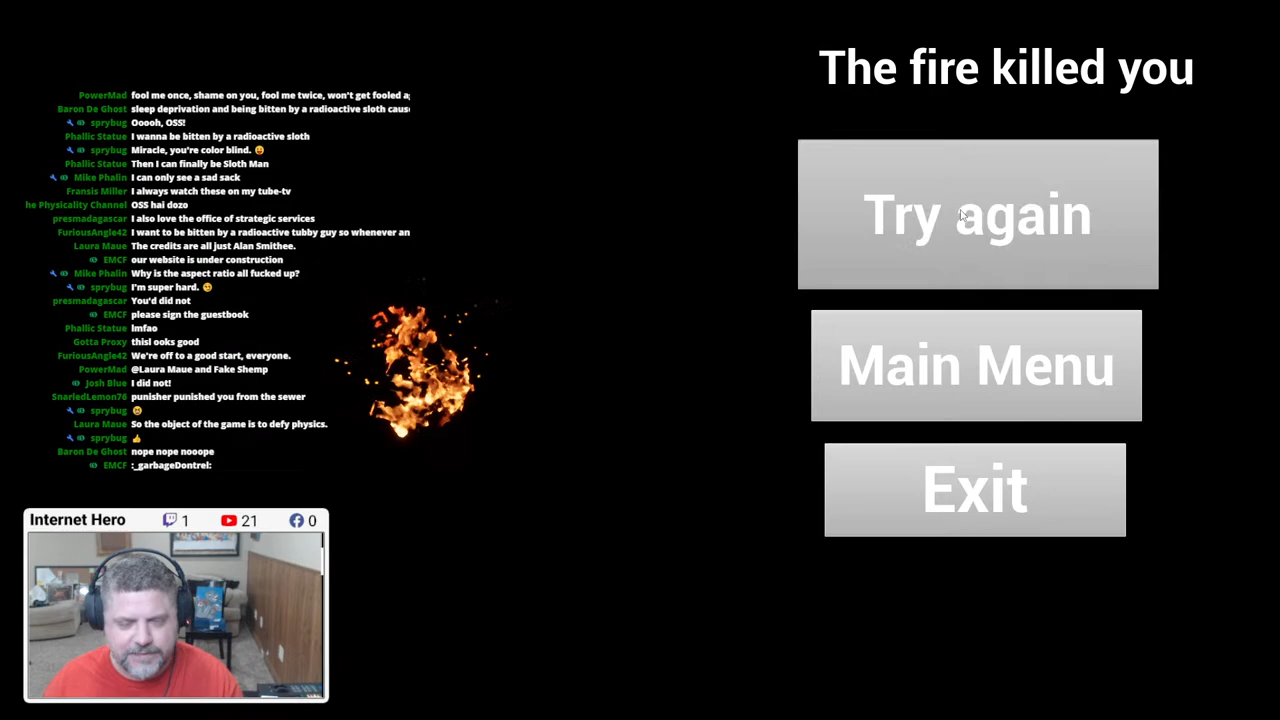 The fire killed you
Try again
Main Menu
Exit
PowerMad fool me once, shame on you, fool me twice, won't get fooled a
Baron De Ghost sleep deprivation and being bitten by a radioactive sloth caus
sprybug Ooooh, OSS!
Phallic Statue I wanna be bitten by a radioactive sloth
sprybug Miracle, you're color blind. 😛
Phallic Statue Then I can finally be Sloth Man
Mike Phalin I can only see a sad sack
Fransis Miller I always watch these on my tube-tv
he Physicality Channel OSS hai dozo
presmadagascar I also love the office of strategic services
FuriousAngle42 I want to be bitten by a radioactive tubby guy so whenever an
Laura Maue The credits are all just Alan Smithee.
EMCF our website is under construction
Mike Phalin Why is the aspect ratio all fucked up?
sprybug I'm super hard. 😉
presmadagascar You'd did not
EMCF please sign the guestbook
Phallic Statue lmfao
Gotta Proxy thisl ooks good
FuriousAngle42 We're off to a good start, everyone.
PowerMad @Laura Maue and Fake Shemp
Josh Blue I did not!
SnarledLemon76 punisher punished you from the sewer
sprybug
Laura Maue So the object of the game is to defy physics.
sprybug 👍
Baron De Ghost nope nope nooope
EMCF :_garbageDontrel:
Internet Hero 1 21 0